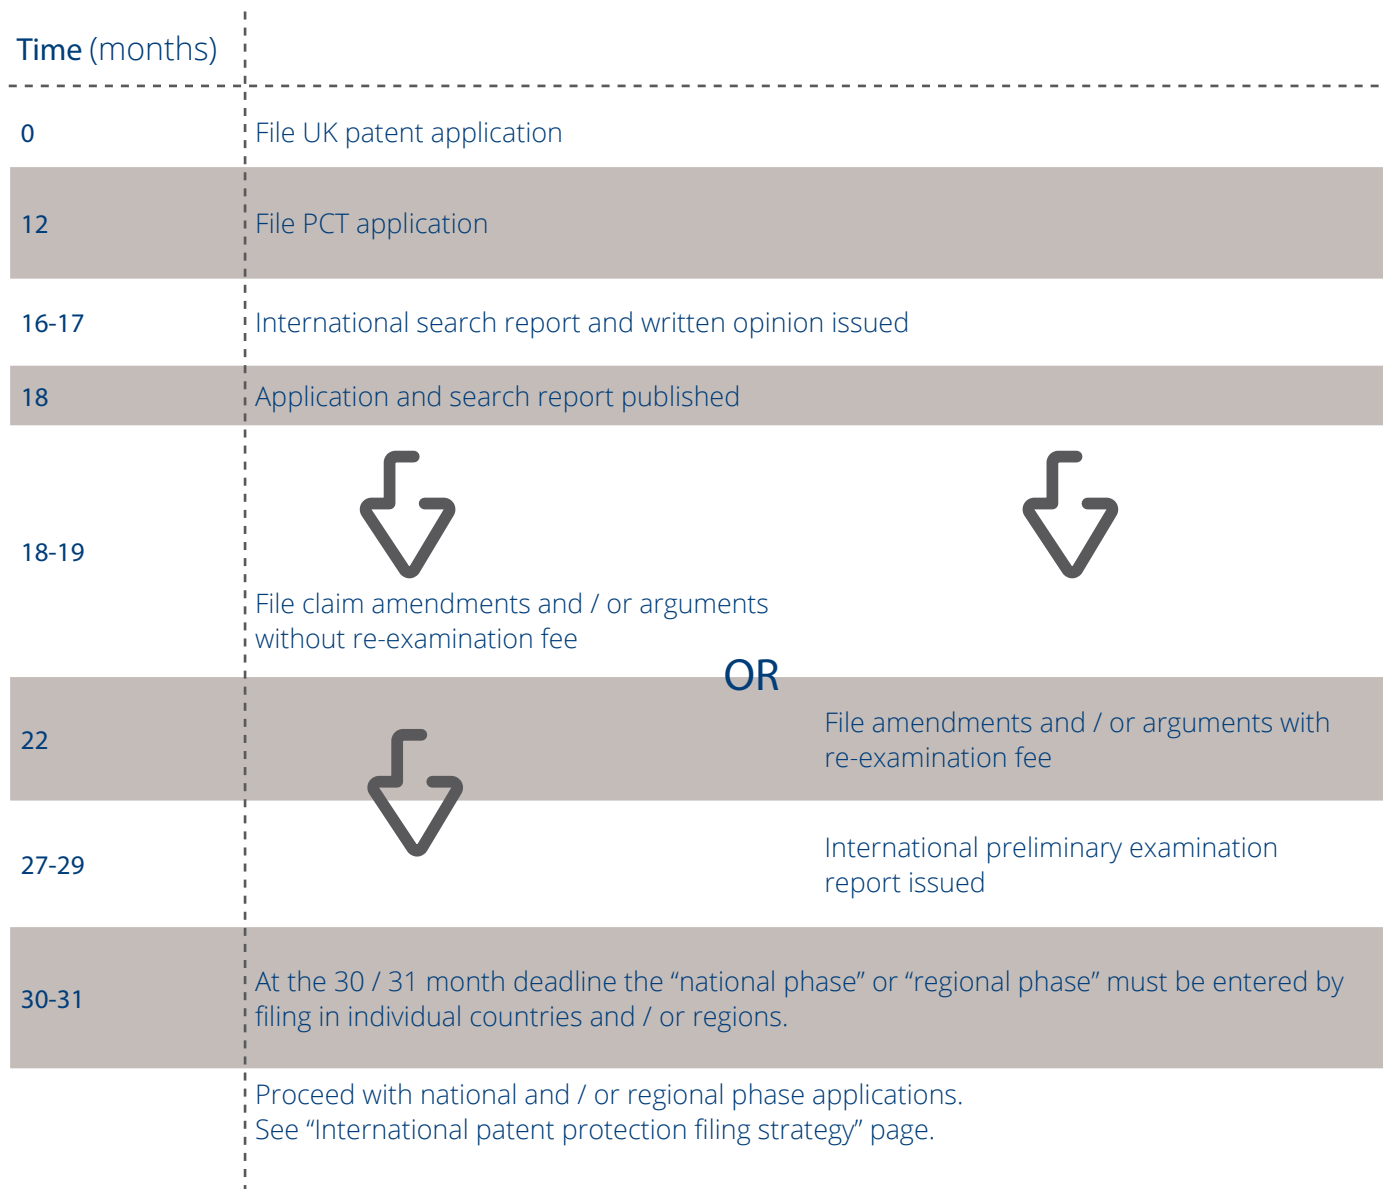 Time (months)
0
File UK patent application
12
File PCT application
16-17
International search report and written opinion issued
18
Application and search report published
18-19
File claim amendments and / or arguments
without re-examination fee
OR
22
File amendments and / or arguments with
re-examination fee
27-29
International preliminary examination
report issued
30-31
At the 30 / 31 month deadline the “national phase” or “regional phase” must be entered by
filing in individual countries and / or regions.
Proceed with national and / or regional phase applications.
See “International patent protection filing strategy” page.